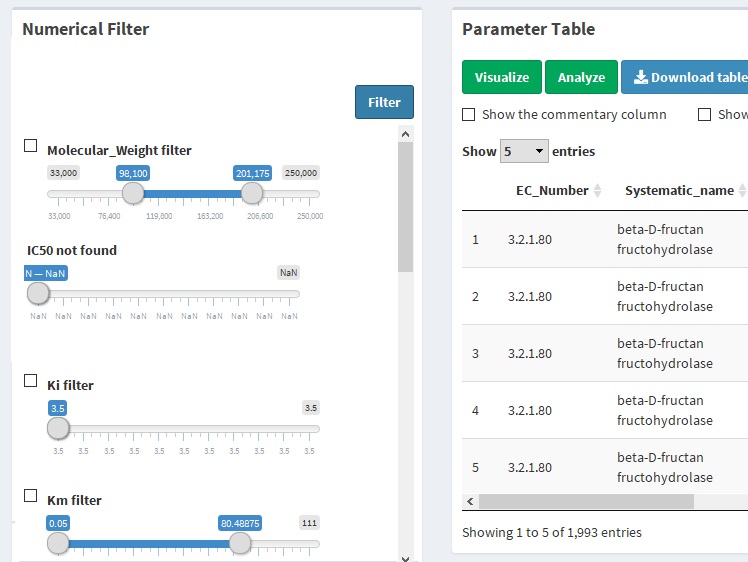 Numerical Filter
Filter
Molecular_Weight filter
33,000 98,100 201,175 250,000
33,000 76,400 119,000 163,200 206,600 250,000
IC50 not found
N — NaN NaN
NaN NaN NaN NaN NaN NaN NaN NaN NaN NaN NaN
Ki filter
3.5 3.5
3.5 3.5 3.5 3.5 3.5 3.5 3.5 3.5 3.5 3.5 3.5
Km filter
0.05 80.48875 111
Parameter Table
Visualize Analyze Download table
Show the commentary column Show
Show 5 entries
EC_Number Systematic_name
1 3.2.1.80 beta-D-fructan
fructohydrolase
2 3.2.1.80 beta-D-fructan
fructohydrolase
3 3.2.1.80 beta-D-fructan
fructohydrolase
4 3.2.1.80 beta-D-fructan
fructohydrolase
5 3.2.1.80 beta-D-fructan
fructohydrolase
Showing 1 to 5 of 1,993 entries